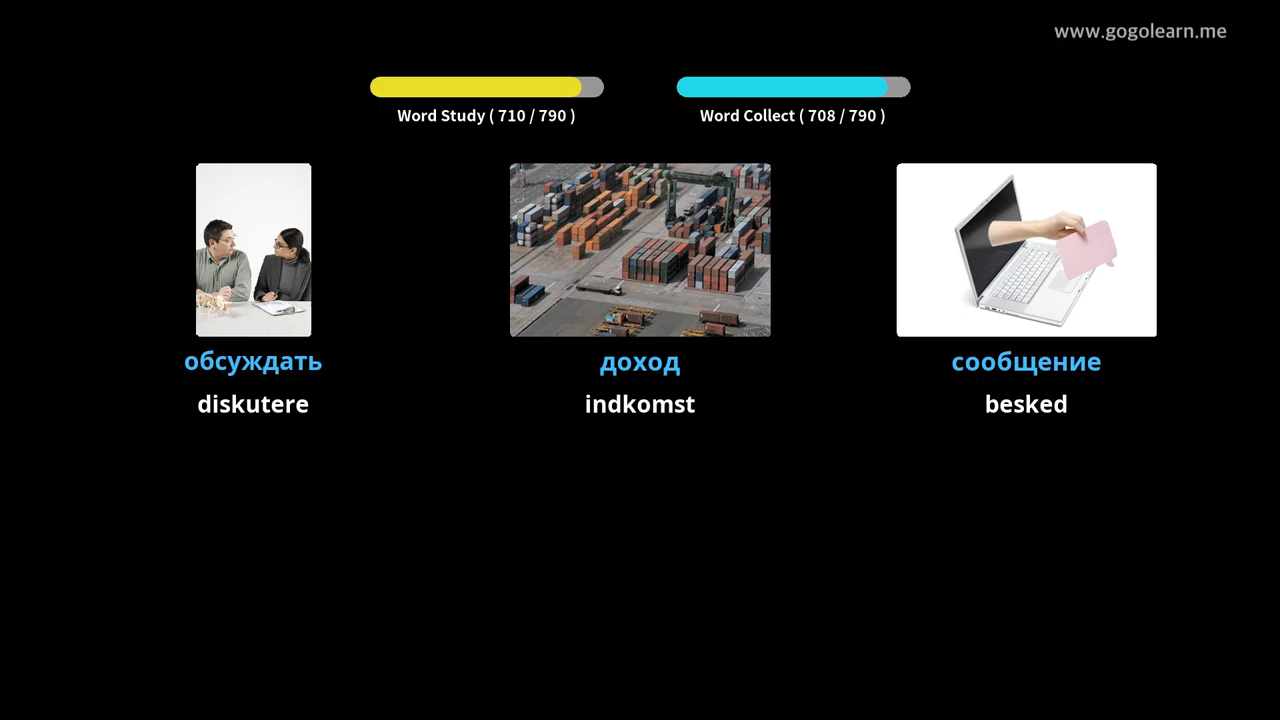 www.gogolearn.me
Word Study ( 710 / 790 )
Word Collect ( 708 / 790 )
обсуждать
доход
сообщение
diskutere
indkomst
besked